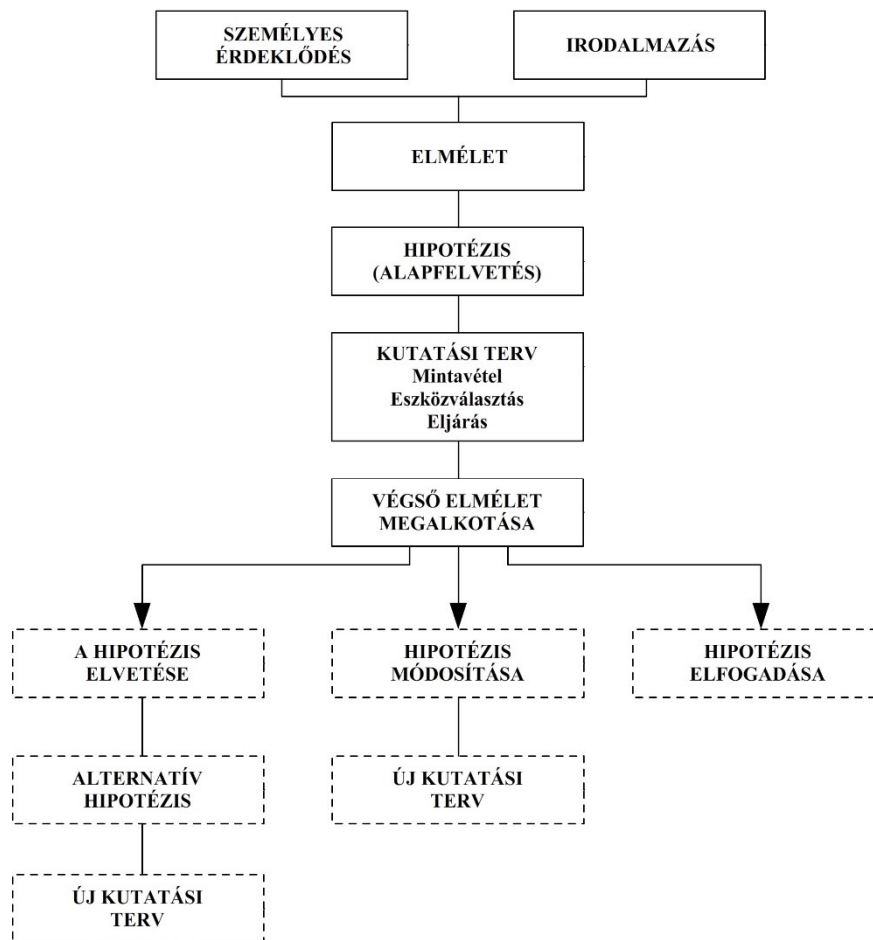 SZEMÉLYES
ÉRDEKLŐDÉS
IRODALMAZÁS
ELMÉLET
HIPOTÉZIS
(ALAPFELVETÉS)
KUTATÁSI TERV
Mintavétel
Eszközválasztás
Eljárás
VÉGSŐ ELMÉLET
MEGALKOTÁSA
A HIPOTÉZIS
ELVETÉSE
HIPOTÉZIS
MÓDOSÍTÁSA
HIPOTÉZIS
ELFOGADÁSA
ALTERNATÍV
HIPOTÉZIS
ÚJ KUTATÁSI
TERV
ÚJ KUTATÁSI
TERV